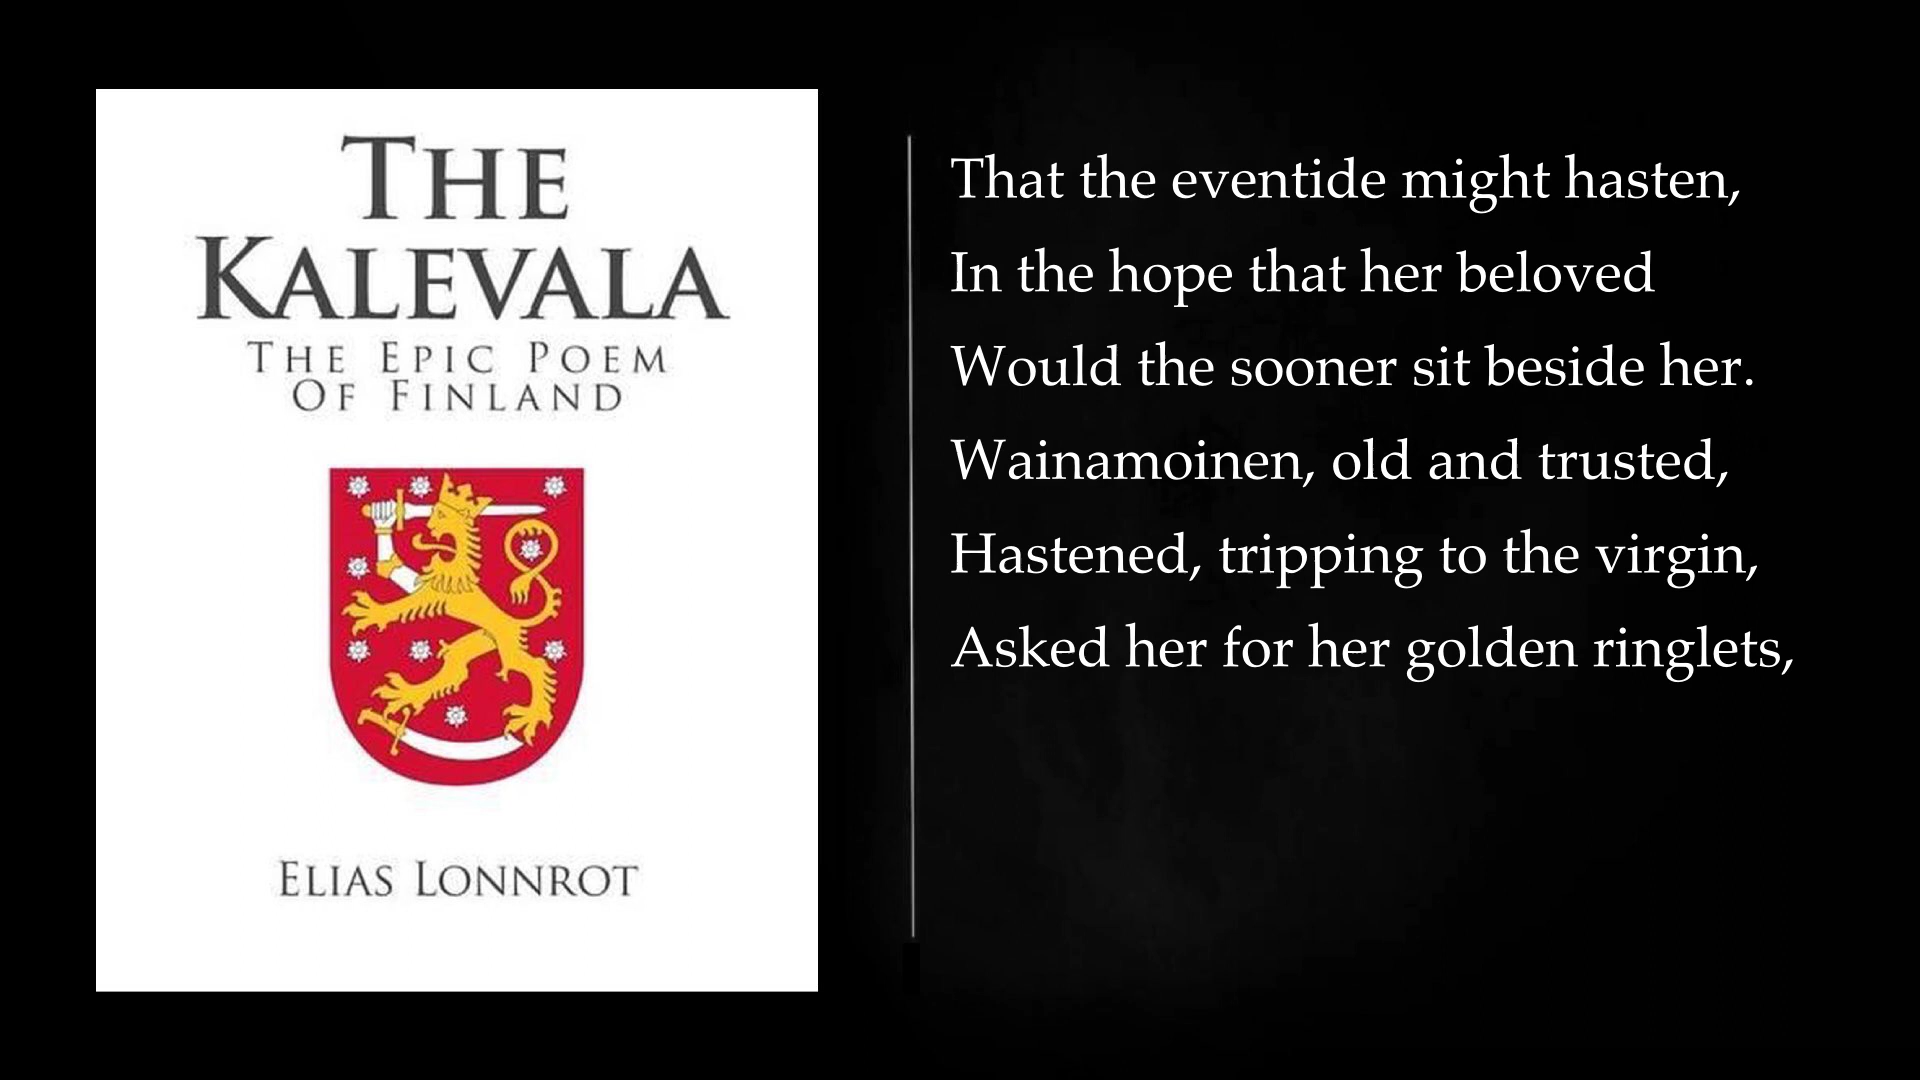 THE
KALEVALA
THE EPIC POEM
OF FINLAND
ELIAS LONNROT
That the eventide might hasten,
In the hope that her beloved
Would the sooner sit beside her.
Wainamoinen, old and trusted,
Hastened, tripping to the virgin,
Asked her for her golden ringlets,